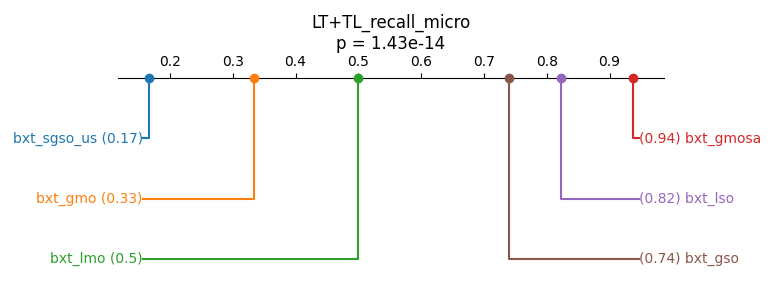 LT+TL_recall_micro
p = 1.43e-14
0.2 0.3 0.4 0.5 0.6 0.7 0.8 0.9
bxt_sgso_us (0.17) (0.94) bxt_gmosa
bxt_gmo (0.33) (0.82) bxt_lso
bxt_lmo (0.5) (0.74) bxt_gso